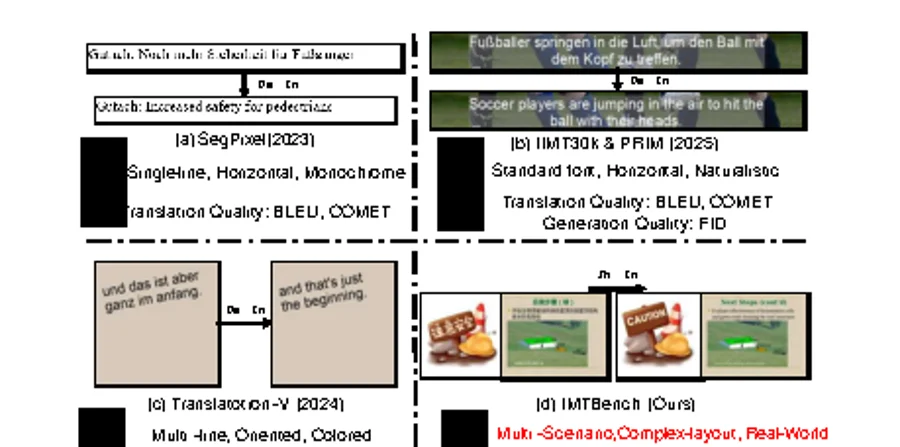 Gutach: Noch mehr Sicherheit für Fußgänger
De En
Gutach: Increased safety for pedestrians
(a) SegPixel (2023)
Single-line, Horizontal, Monochrome
Translation Quality: BLEU, COMET
Fußballer springen in die Luft, um den Ball mit
dem Kopf zu treffen.
De En
Soccer players are jumping in the air to hit the
ball with their heads.
(b) IIMT30k & PRIM (2025)
Standard font, Horizontal, Naturalistic
Translation Quality: BLEU, COMET
Generation Quality: FID
und das ist aber
ganz im anfang.
De En
and that's just
the beginning.
(c) Translatotron-V (2024)
Multi-line, Oriented, Colored
Zh En
注意安全
CAUTION
(d) IMTBench (Ours)
Multi-Scenario, Complex-layout, Real-World